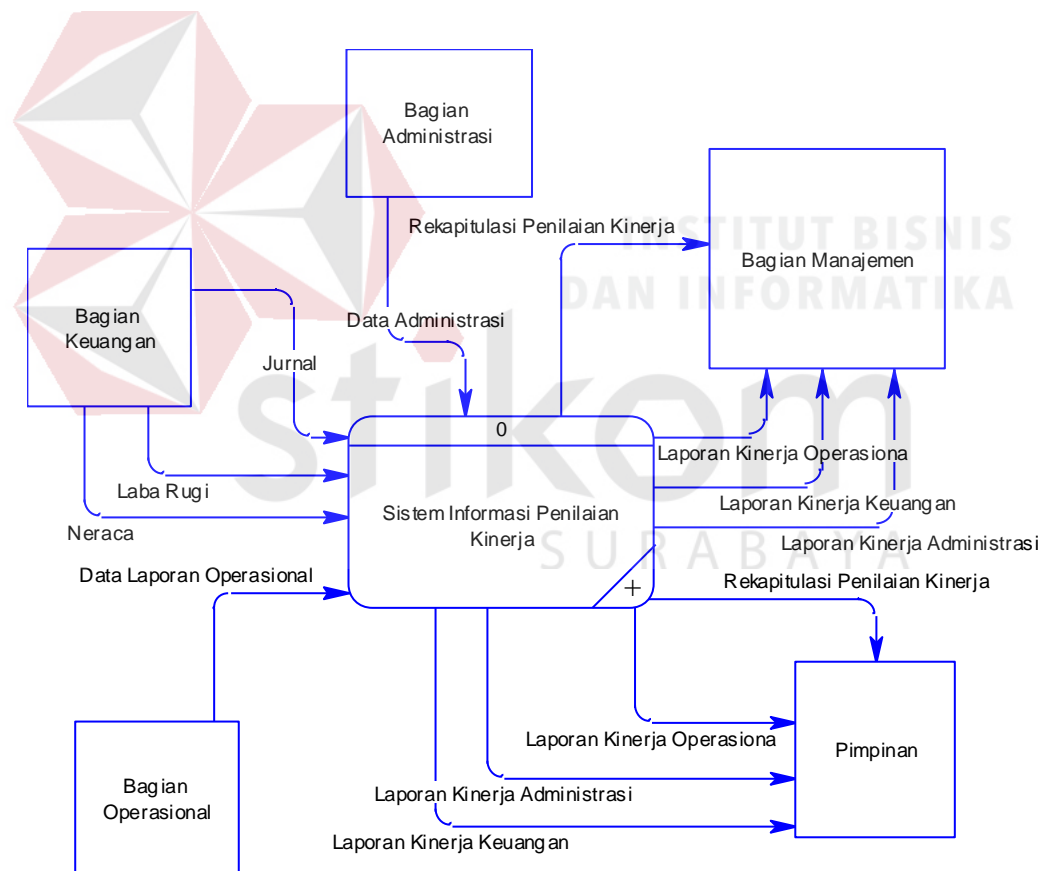 Bagian
Administrasi
Rekapitulasi Penilaian Kinerja
INSTITUT BISNIS
DAN INFORMATIKA
Bagian Manajemen
Bagian
Keuangan
Data Administrasi
Jurnal
stikom
SURABAYA
0
Laporan Kinerja Operasiona
Laba Rugi
Laporan Kinerja Keuangan
Sistem Informasi Penilaian
Kinerja
Neraca
Laporan Kinerja Administrasi
Data Laporan Operasional
Rekapitulasi Penilaian Kinerja
+
Laporan Kinerja Operasiona
Pimpinan
Bagian
Operasional
Laporan Kinerja Administrasi
Laporan Kinerja Keuangan